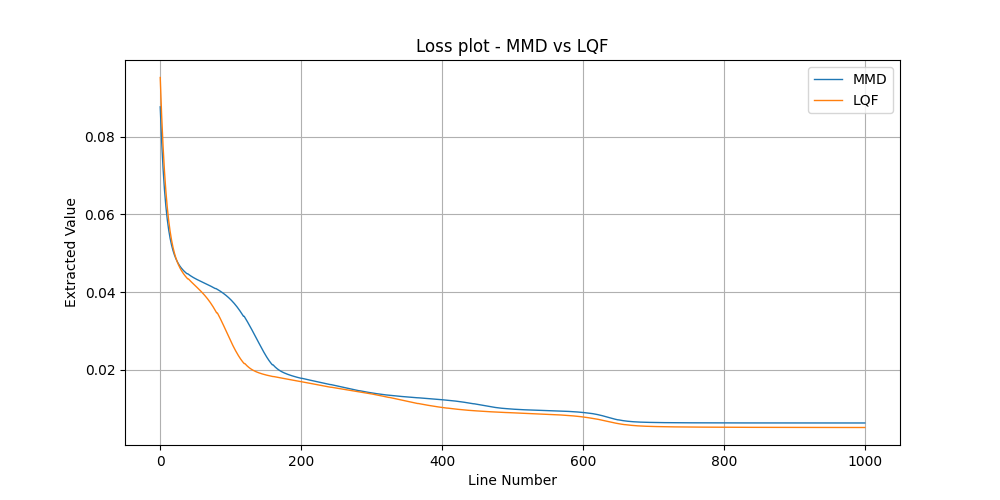 Loss plot - MMD vs LQF
MMD
LQF
Extracted Value
0.08
0.06
0.04
0.02
0 200 400 600 800 1000
Line Number